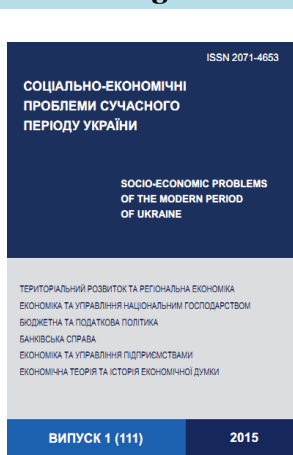 ISSN 2071-4653
СОЦІАЛЬНО-ЕКОНОМІЧНІ
ПРОБЛЕМИ СУЧАСНОГО
ПЕРІОДУ УКРАЇНИ
SOCIO-ECONOMIC PROBLEMS
OF THE MODERN PERIOD
OF UKRAINE
ТЕРИТОРІАЛЬНИЙ РОЗВИТОК ТА РЕГІОНАЛЬНА ЕКОНОМІКА
ЕКОНОМІКА ТА УПРАВЛІННЯ НАЦІОНАЛЬНИМ ГОСПОДАРСТВОМ
БЮДЖЕТНА ТА ПОДАТКОВА ПОЛІТИКА
БАНКІВСЬКА СПРАВА
ЕКОНОМІКА ТА УПРАВЛІННЯ ПІДПРИЄМСТВАМИ
ЕКОНОМІЧНА ТЕОРІЯ ТА ІСТОРІЯ ЕКОНОМІЧНОЇ ДУМКИ
ВИПУСК 1 (111)
2015